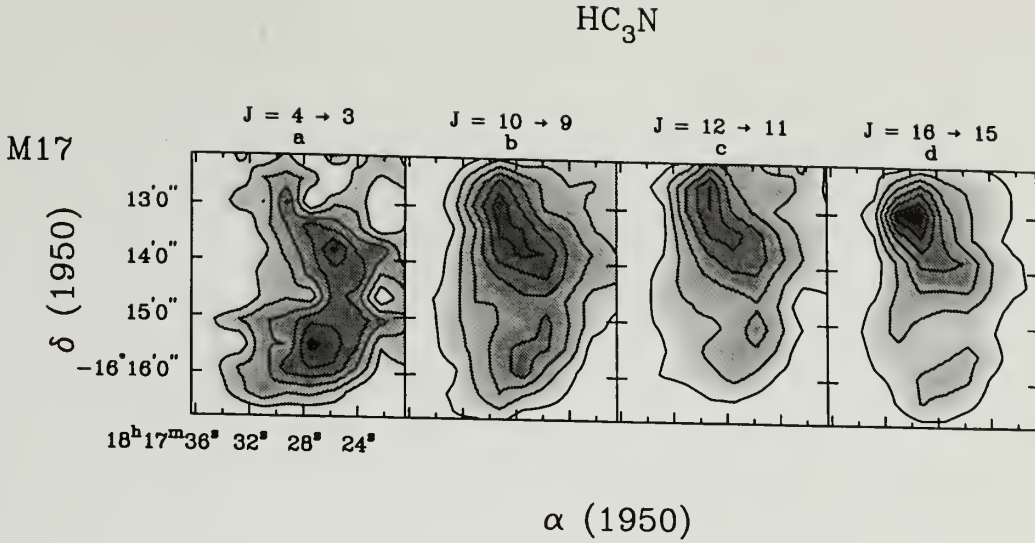 HC₃N
J = 4 → 3
J = 10 → 9
J = 12 → 11
J = 16 → 15
a
b
c
d
M17
δ (1950)
13′0″
14′0″
15′0″
−16°16′0″
18ʰ17ᵐ36ˢ 32ˢ 28ˢ 24ˢ
α (1950)